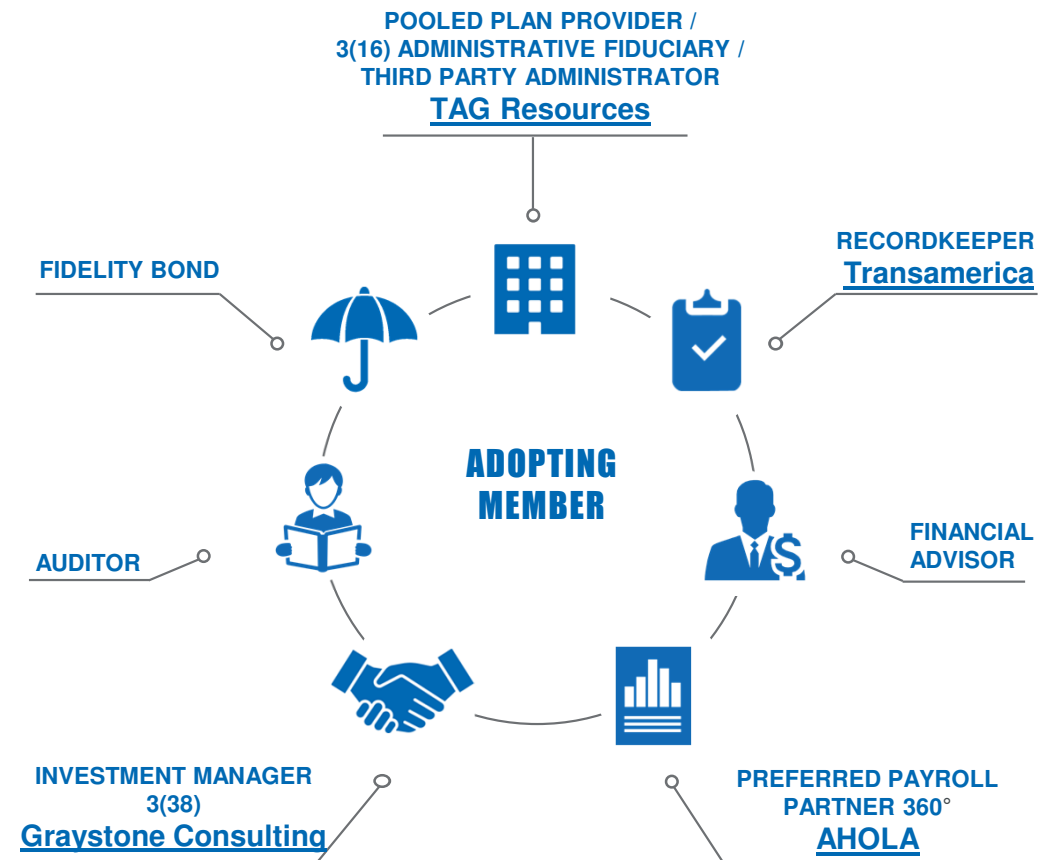 POOLED PLAN PROVIDER /
3(16) ADMINISTRATIVE FIDUCIARY /
THIRD PARTY ADMINISTRATOR
TAG Resources
RECORDKEEPER
Transamerica
FIDELITY BOND
ADOPTING
MEMBER
FINANCIAL
ADVISOR
AUDITOR
INVESTMENT MANAGER
3(38)
Graystone Consulting
PREFERRED PAYROLL
PARTNER 360°
AHOLA
$